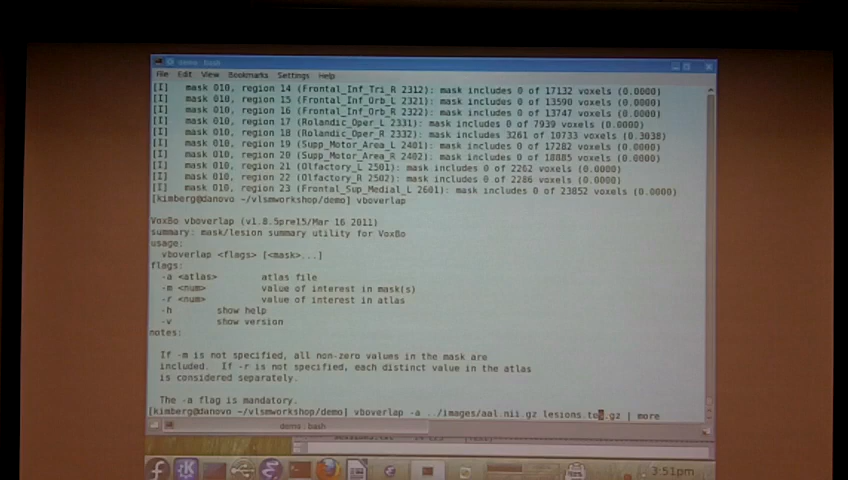 demo : bash
File Edit View Bookmarks Settings Help
[I] mask 010, region 14 (Frontal_Inf_Tri_R 2312): mask includes 0 of 17132 voxels (0.0000)
[I] mask 010, region 15 (Frontal_Inf_Orb_L 2321): mask includes 0 of 13590 voxels (0.0000)
[I] mask 010, region 16 (Frontal_Inf_Orb_R 2322): mask includes 0 of 13747 voxels (0.0000)
[I] mask 010, region 17 (Rolandic_Oper_L 2331): mask includes 0 of 7939 voxels (0.0000)
[I] mask 010, region 18 (Rolandic_Oper_R 2332): mask includes 3261 of 10733 voxels (0.3038)
[I] mask 010, region 19 (Supp_Motor_Area_L 2401): mask includes 0 of 17282 voxels (0.0000)
[I] mask 010, region 20 (Supp_Motor_Area_R 2402): mask includes 0 of 18885 voxels (0.0000)
[I] mask 010, region 21 (Olfactory_L 2501): mask includes 0 of 2262 voxels (0.0000)
[I] mask 010, region 22 (Olfactory_R 2502): mask includes 0 of 2286 voxels (0.0000)
[I] mask 010, region 23 (Frontal_Sup_Medial_L 2601): mask includes 0 of 23852 voxels (0.0000)
[kimberg@danovo ~/vlsmworkshop/demo] vboverlap
VoxBo vboverlap (v1.8.5pre15/Mar 16 2011)
summary: mask/lesion summary utility for VoxBo
usage:
vboverlap <flags> [<mask>...]
flags:
-a <atlas> atlas file
-m <num> value of interest in mask(s)
-r <num> value of interest in atlas
-h show help
-v show version
notes:
If -m is not specified, all non-zero values in the mask are
included. If -r is not specified, each distinct value in the atlas
is considered separately.
The -a flag is mandatory.
[kimberg@danovo ~/vlsmworkshop/demo] vboverlap -a ../images/aal.nii.gz lesions.tes.gz | more
demo : bash
3:51pm